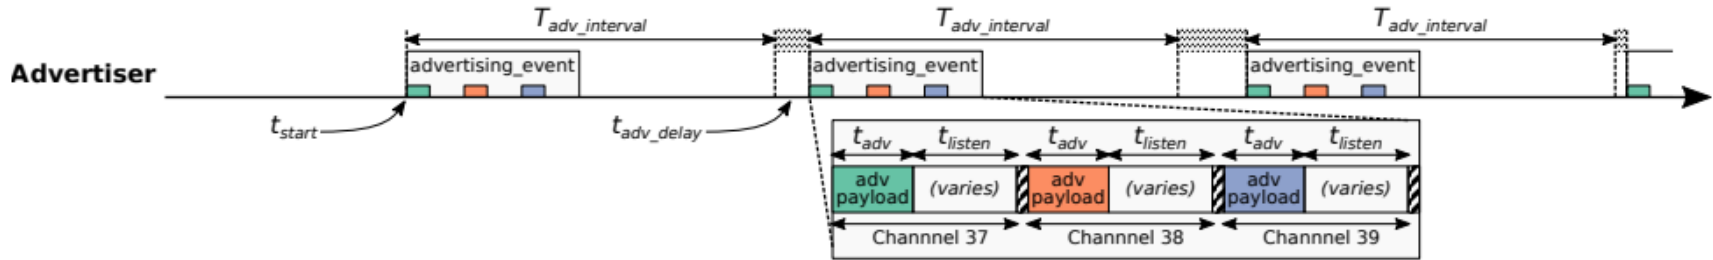 T_adv_interval T_adv_interval T_adv_interval
advertising_event advertising_event advertising_event
Advertiser
t_start t_adv_delay
t_adv t_listen t_adv t_listen t_adv t_listen
adv payload (varies) adv payload (varies) adv payload (varies)
Channnel 37 Channnel 38 Channnel 39